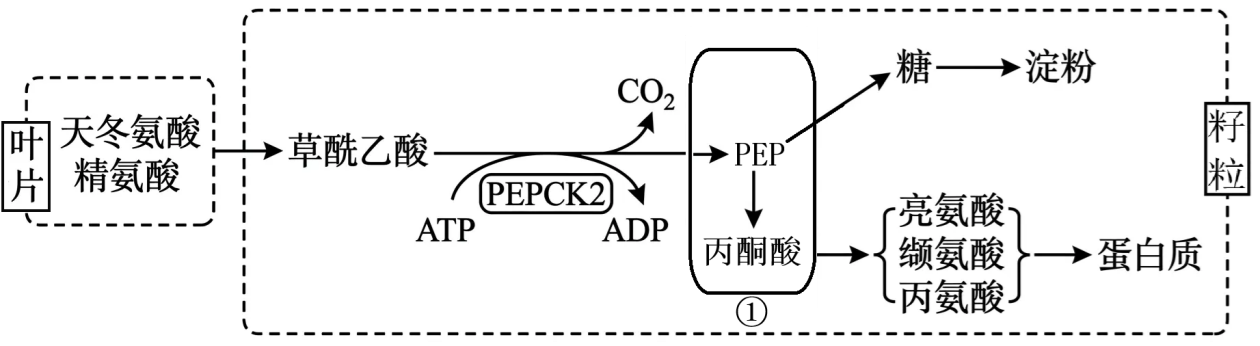 叶片
天冬氨酸
精氨酸
草酰乙酸
CO₂
ATP
PEPCK2
ADP
PEP
丙酮酸
①
糖
淀粉
亮氨酸
缬氨酸
丙氨酸
蛋白质
籽粒